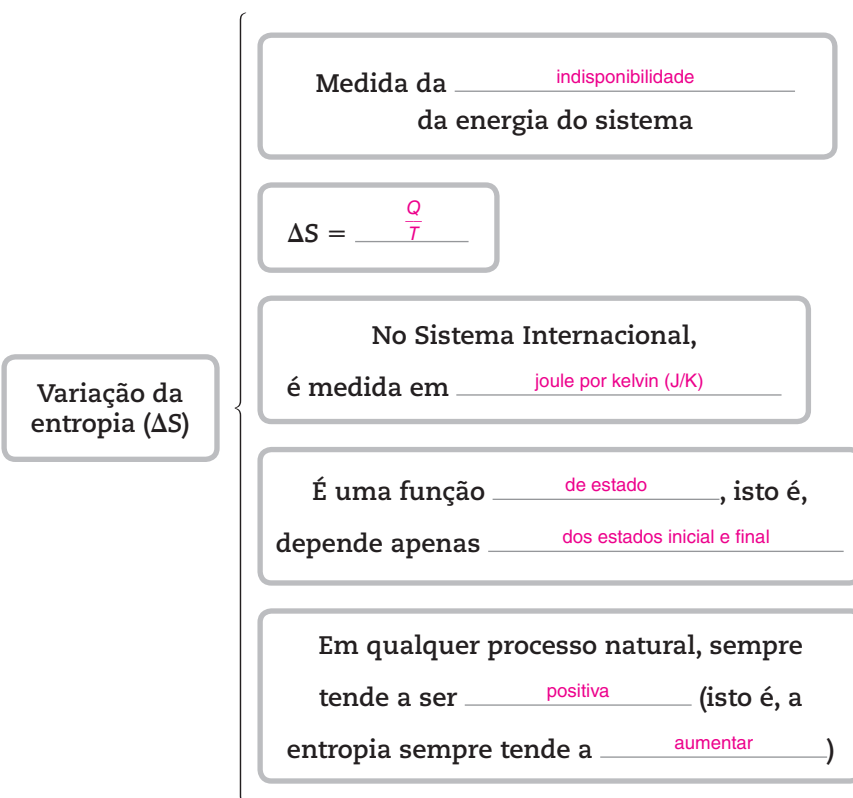 Variação da
entropia (ΔS)
Medida da indisponibilidade
da energia do sistema
ΔS = Q/T
No Sistema Internacional,
é medida em joule por kelvin (J/K)
É uma função de estado, isto é,
depende apenas dos estados inicial e final
Em qualquer processo natural, sempre
tende a ser positiva (isto é, a
entropia sempre tende a aumentar)